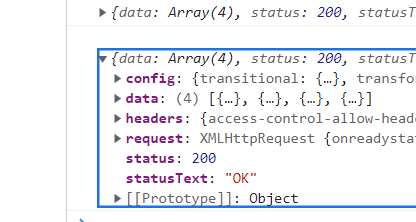 ▶{data: Array(4), status: 200, statusT
▼{data: Array(4), status: 200, statusT
▶config: {transitional: {…}, transfor
▶data: (4) [{…}, {…}, {…}, {…}]
▶headers: {access-control-allow-heade
▶request: XMLHttpRequest {onreadystat
status: 200
statusText: "OK"
▶[[Prototype]]: Object